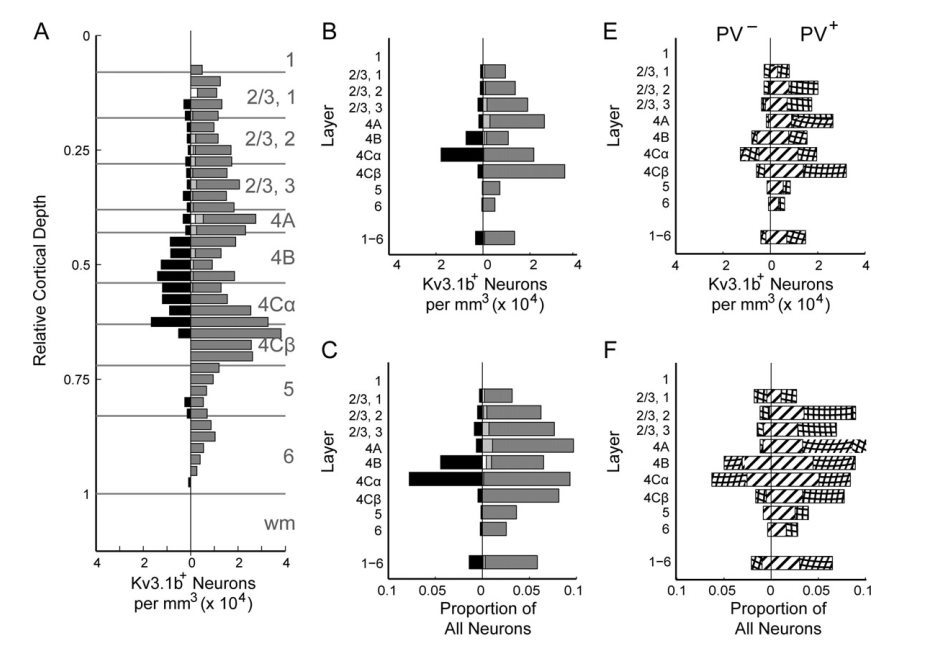 A
0
0.25
0.5
0.75
1
Relative Cortical Depth
1
2/3, 1
2/3, 2
2/3, 3
4A
4B
4Cα
4Cβ
5
6
wm
4 2 0 2 4
Kv3.1b⁺ Neurons
per mm³ (x 10⁴)
B
Layer
1
2/3, 1
2/3, 2
2/3, 3
4A
4B
4Cα
4Cβ
5
6
1–6
4 2 0 2 4
Kv3.1b⁺ Neurons
per mm³ (x 10⁴)
C
Layer
1
2/3, 1
2/3, 2
2/3, 3
4A
4B
4Cα
4Cβ
5
6
1–6
0.1 0.05 0 0.05 0.1
Proportion of
All Neurons
E
PV⁻ PV⁺
Layer
1
2/3, 1
2/3, 2
2/3, 3
4A
4B
4Cα
4Cβ
5
6
1–6
4 2 0 2 4
Kv3.1b⁺ Neurons
per mm³ (x 10⁴)
F
Layer
1
2/3, 1
2/3, 2
2/3, 3
4A
4B
4Cα
4Cβ
5
6
1–6
0.1 0.05 0 0.05 0.1
Proportion of
All Neurons